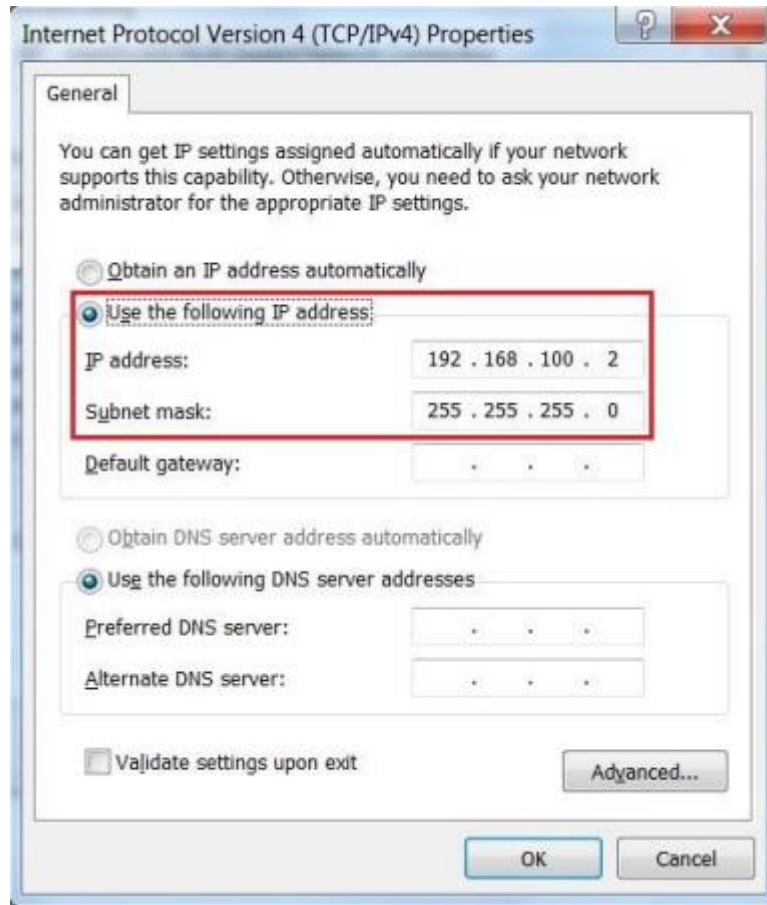 Internet Protocol Version 4 (TCP/IPv4) Properties
General
You can get IP settings assigned automatically if your network
supports this capability. Otherwise, you need to ask your network
administrator for the appropriate IP settings.
Obtain an IP address automatically
Use the following IP address:
IP address: 192 . 168 . 100 . 2
Subnet mask: 255 . 255 . 255 . 0
Default gateway: . . .
Obtain DNS server address automatically
Use the following DNS server addresses
Preferred DNS server: . . .
Alternate DNS server: . . .
Validate settings upon exit
Advanced...
OK Cancel